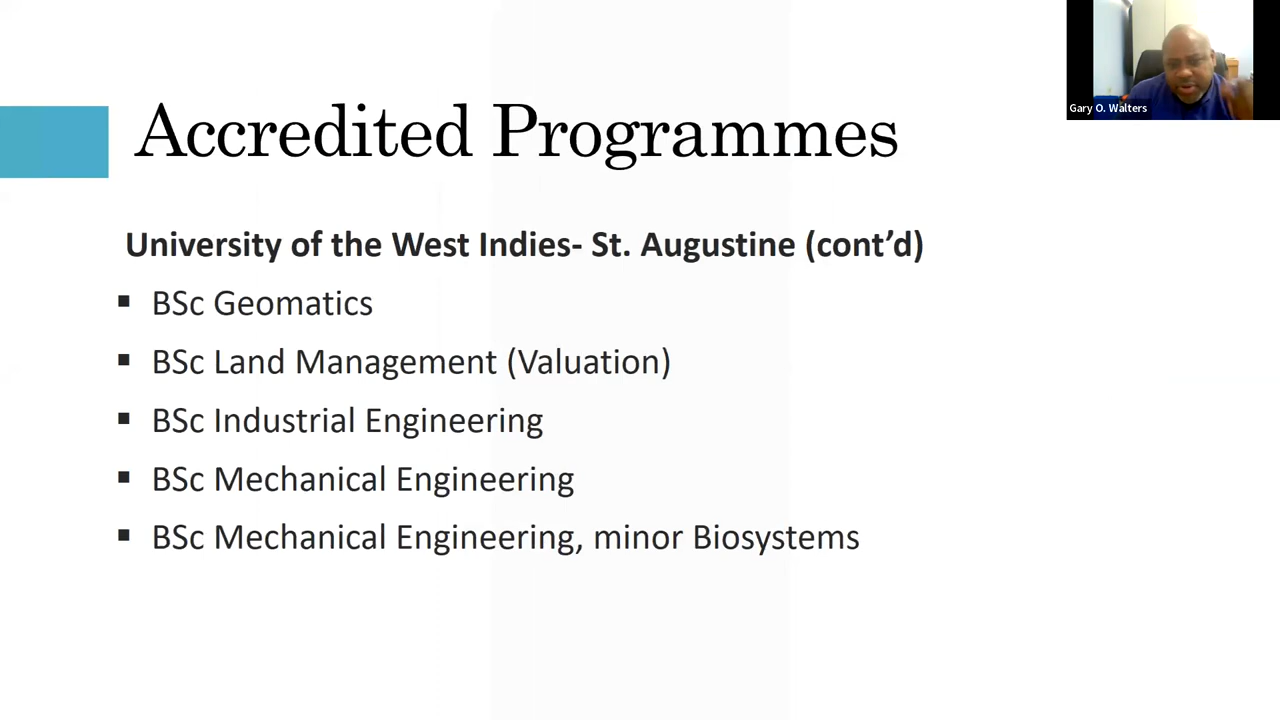 Accredited Programmes
Gary O. Walters
University of the West Indies- St. Augustine (cont’d)
▪ BSc Geomatics
▪ BSc Land Management (Valuation)
▪ BSc Industrial Engineering
▪ BSc Mechanical Engineering
▪ BSc Mechanical Engineering, minor Biosystems